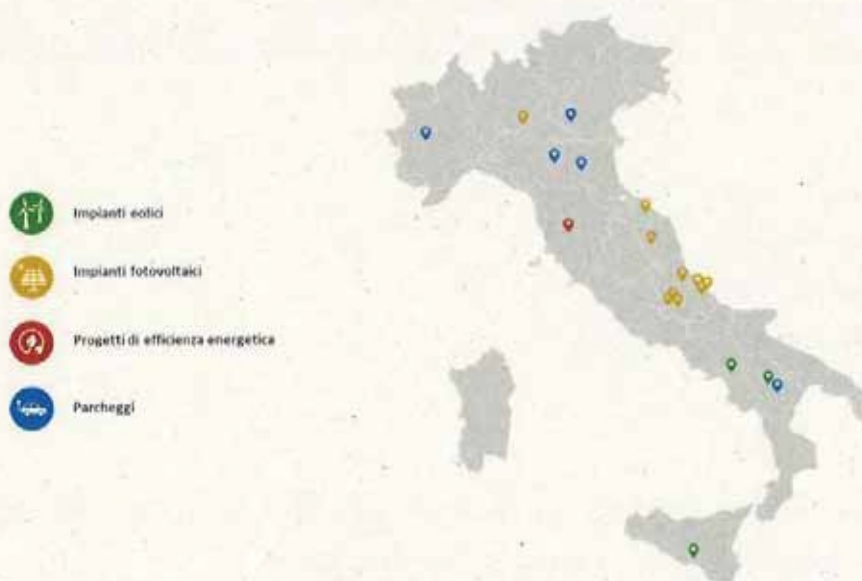 Impianti eolici
Impianti fotovoltaici
Progetti di efficienza energetica
Parcheggi